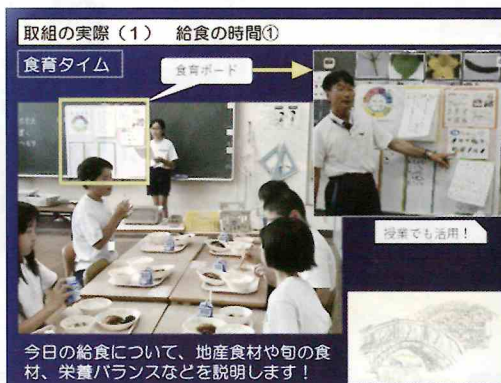 取組の実際（1）　給食の時間①
食育タイム
食育ボード
授業でも活用！
今日の給食について、地産食材や旬の食
材、栄養バランスなどを説明します！